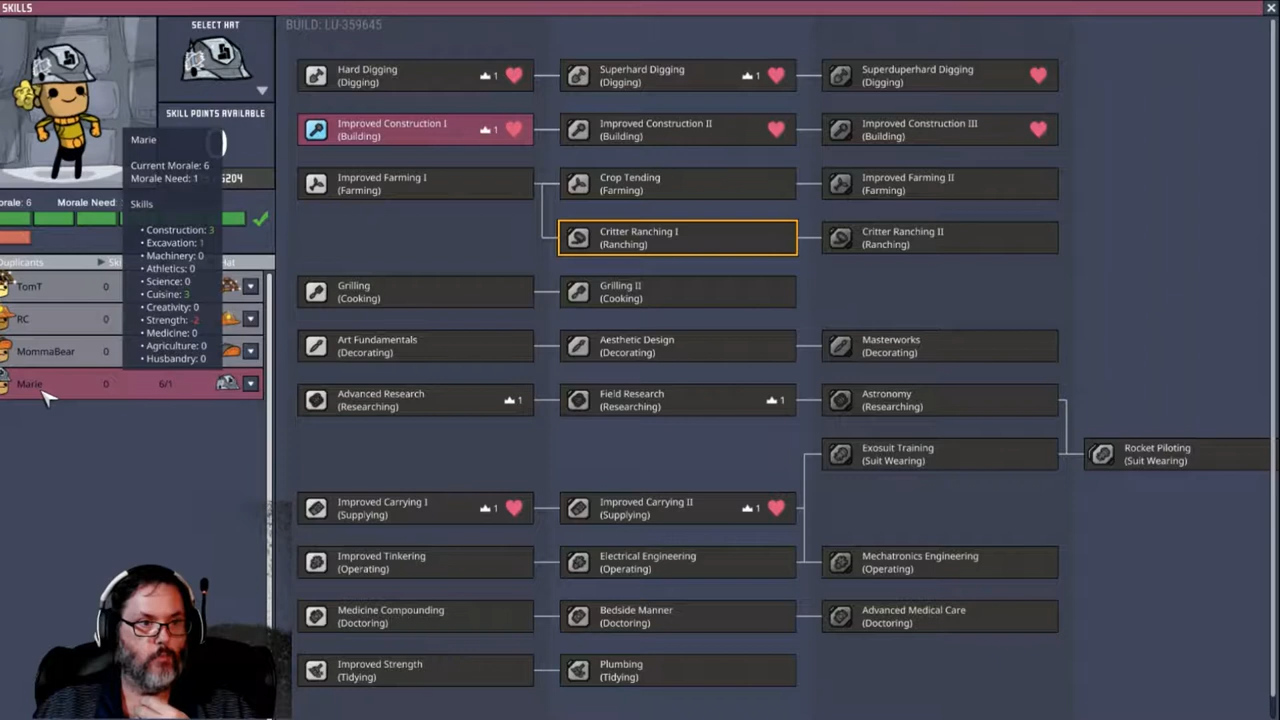 SKILLS
SELECT HAT
BUILD: LU-359645
SKILL POINTS AVAILABLE
Marie
Current Morale: 6
Morale Need: 1
Skills
• Construction: 3
• Excavation: 1
• Machinery: 0
• Athletics: 0
• Science: 0
• Cuisine: 3
• Creativity: 0
• Strength: -2
• Medicine: 0
• Agriculture: 0
• Husbandry: 0
Morale Need:
TomT 0
RC 0
MommaBear 0
Marie 0 6/1
Hard Digging
(Digging)
1
Superhard Digging
(Digging)
1
Superduperhard Digging
(Digging)
Improved Construction I
(Building)
1
Improved Construction II
(Building)
Improved Construction III
(Building)
Improved Farming I
(Farming)
Crop Tending
(Farming)
Improved Farming II
(Farming)
Critter Ranching I
(Ranching)
Critter Ranching II
(Ranching)
Grilling
(Cooking)
Grilling II
(Cooking)
Art Fundamentals
(Decorating)
Aesthetic Design
(Decorating)
Masterworks
(Decorating)
Advanced Research
(Researching)
1
Field Research
(Researching)
1
Astronomy
(Researching)
Exosuit Training
(Suit Wearing)
Rocket Piloting
(Suit Wearing)
Improved Carrying I
(Supplying)
1
Improved Carrying II
(Supplying)
1
Improved Tinkering
(Operating)
Electrical Engineering
(Operating)
Mechatronics Engineering
(Operating)
Medicine Compounding
(Doctoring)
Bedside Manner
(Doctoring)
Advanced Medical Care
(Doctoring)
Improved Strength
(Tidying)
Plumbing
(Tidying)